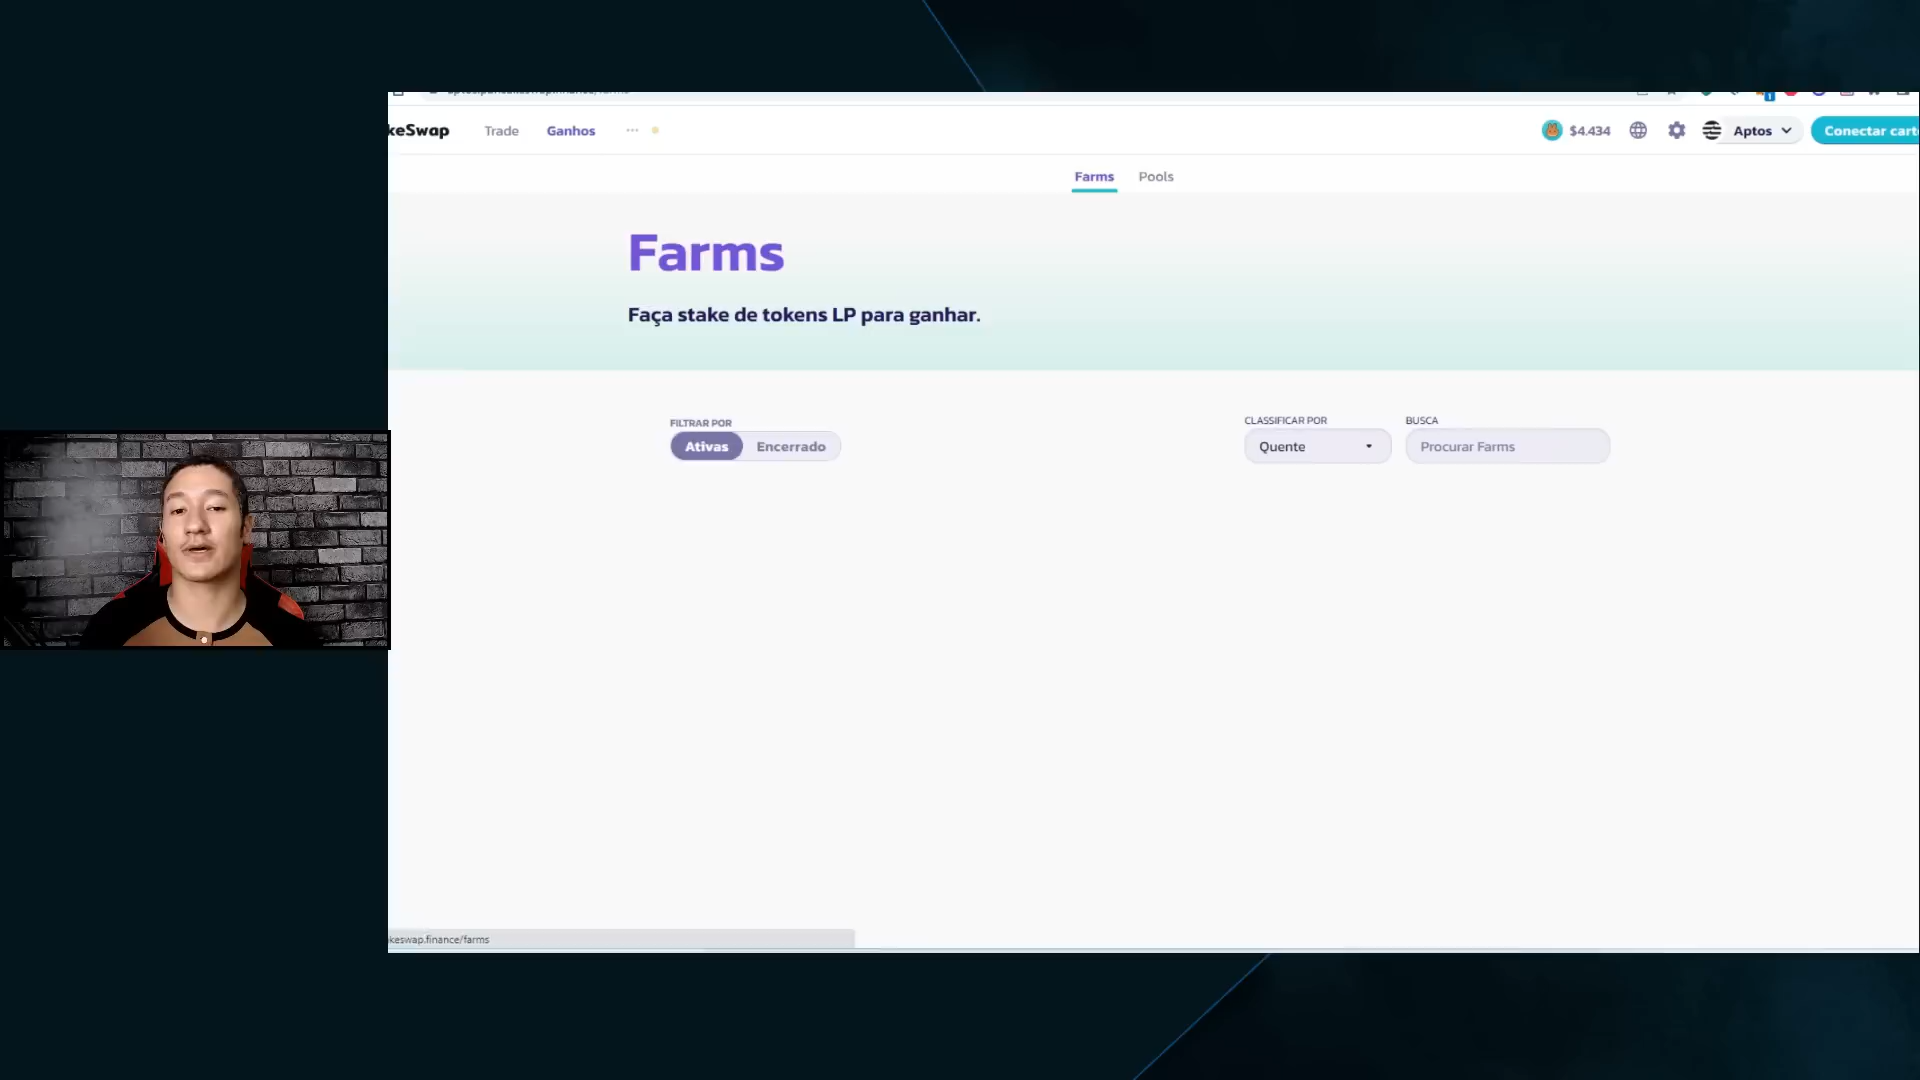 keSwap Trade Ganhos ... $4.434 Aptos Conectar cart
Farms Pools
Farms
Faça stake de tokens LP para ganhar.
FILTRAR POR
Ativas Encerrado
CLASSIFICAR POR
Quente
BUSCA
Procurar Farms
keswap.finance/farms